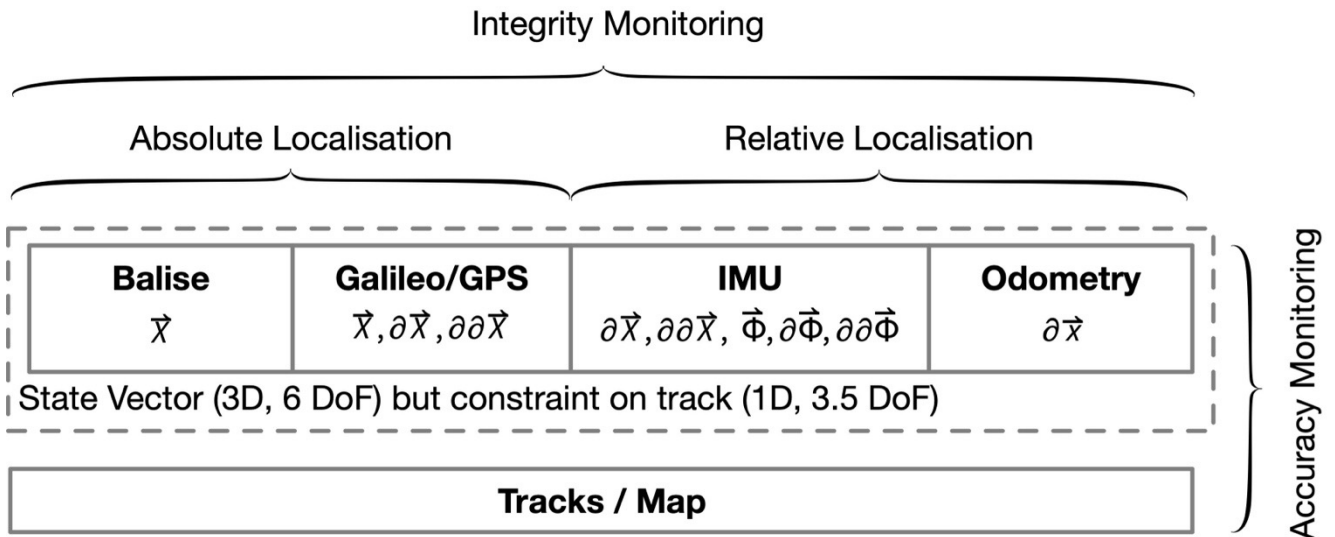 Integrity Monitoring
Absolute Localisation
Relative Localisation
Balise
Galileo/GPS
IMU
Odometry
x⃗
x⃗, ∂x⃗, ∂∂x⃗
∂x⃗, ∂∂x⃗, Φ⃗, ∂Φ⃗, ∂∂Φ⃗
∂x⃗
State Vector (3D, 6 DoF) but constraint on track (1D, 3.5 DoF)
Tracks / Map
Accuracy Monitoring